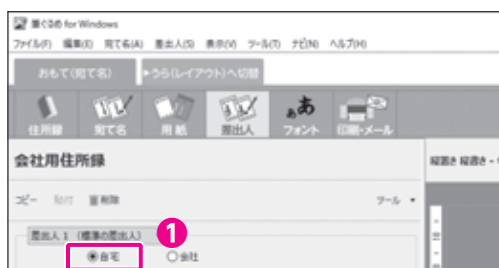 筆ぐるめ for Windows
ファイル(F) 編集(E) 宛て名(A) 差出人(S) 表示(V) ツール(T) ナビ(N) ヘルプ(H)
おもて(宛て名) ▶うら(レイアウト)へ切替
住所録 宛て名 用紙 差出人 フォント 印刷・メール
会社用住所録
縦書き 縦書き -
コピー 貼付 削除 ツール
差出人1 (標準の差出人) 1
自宅 会社